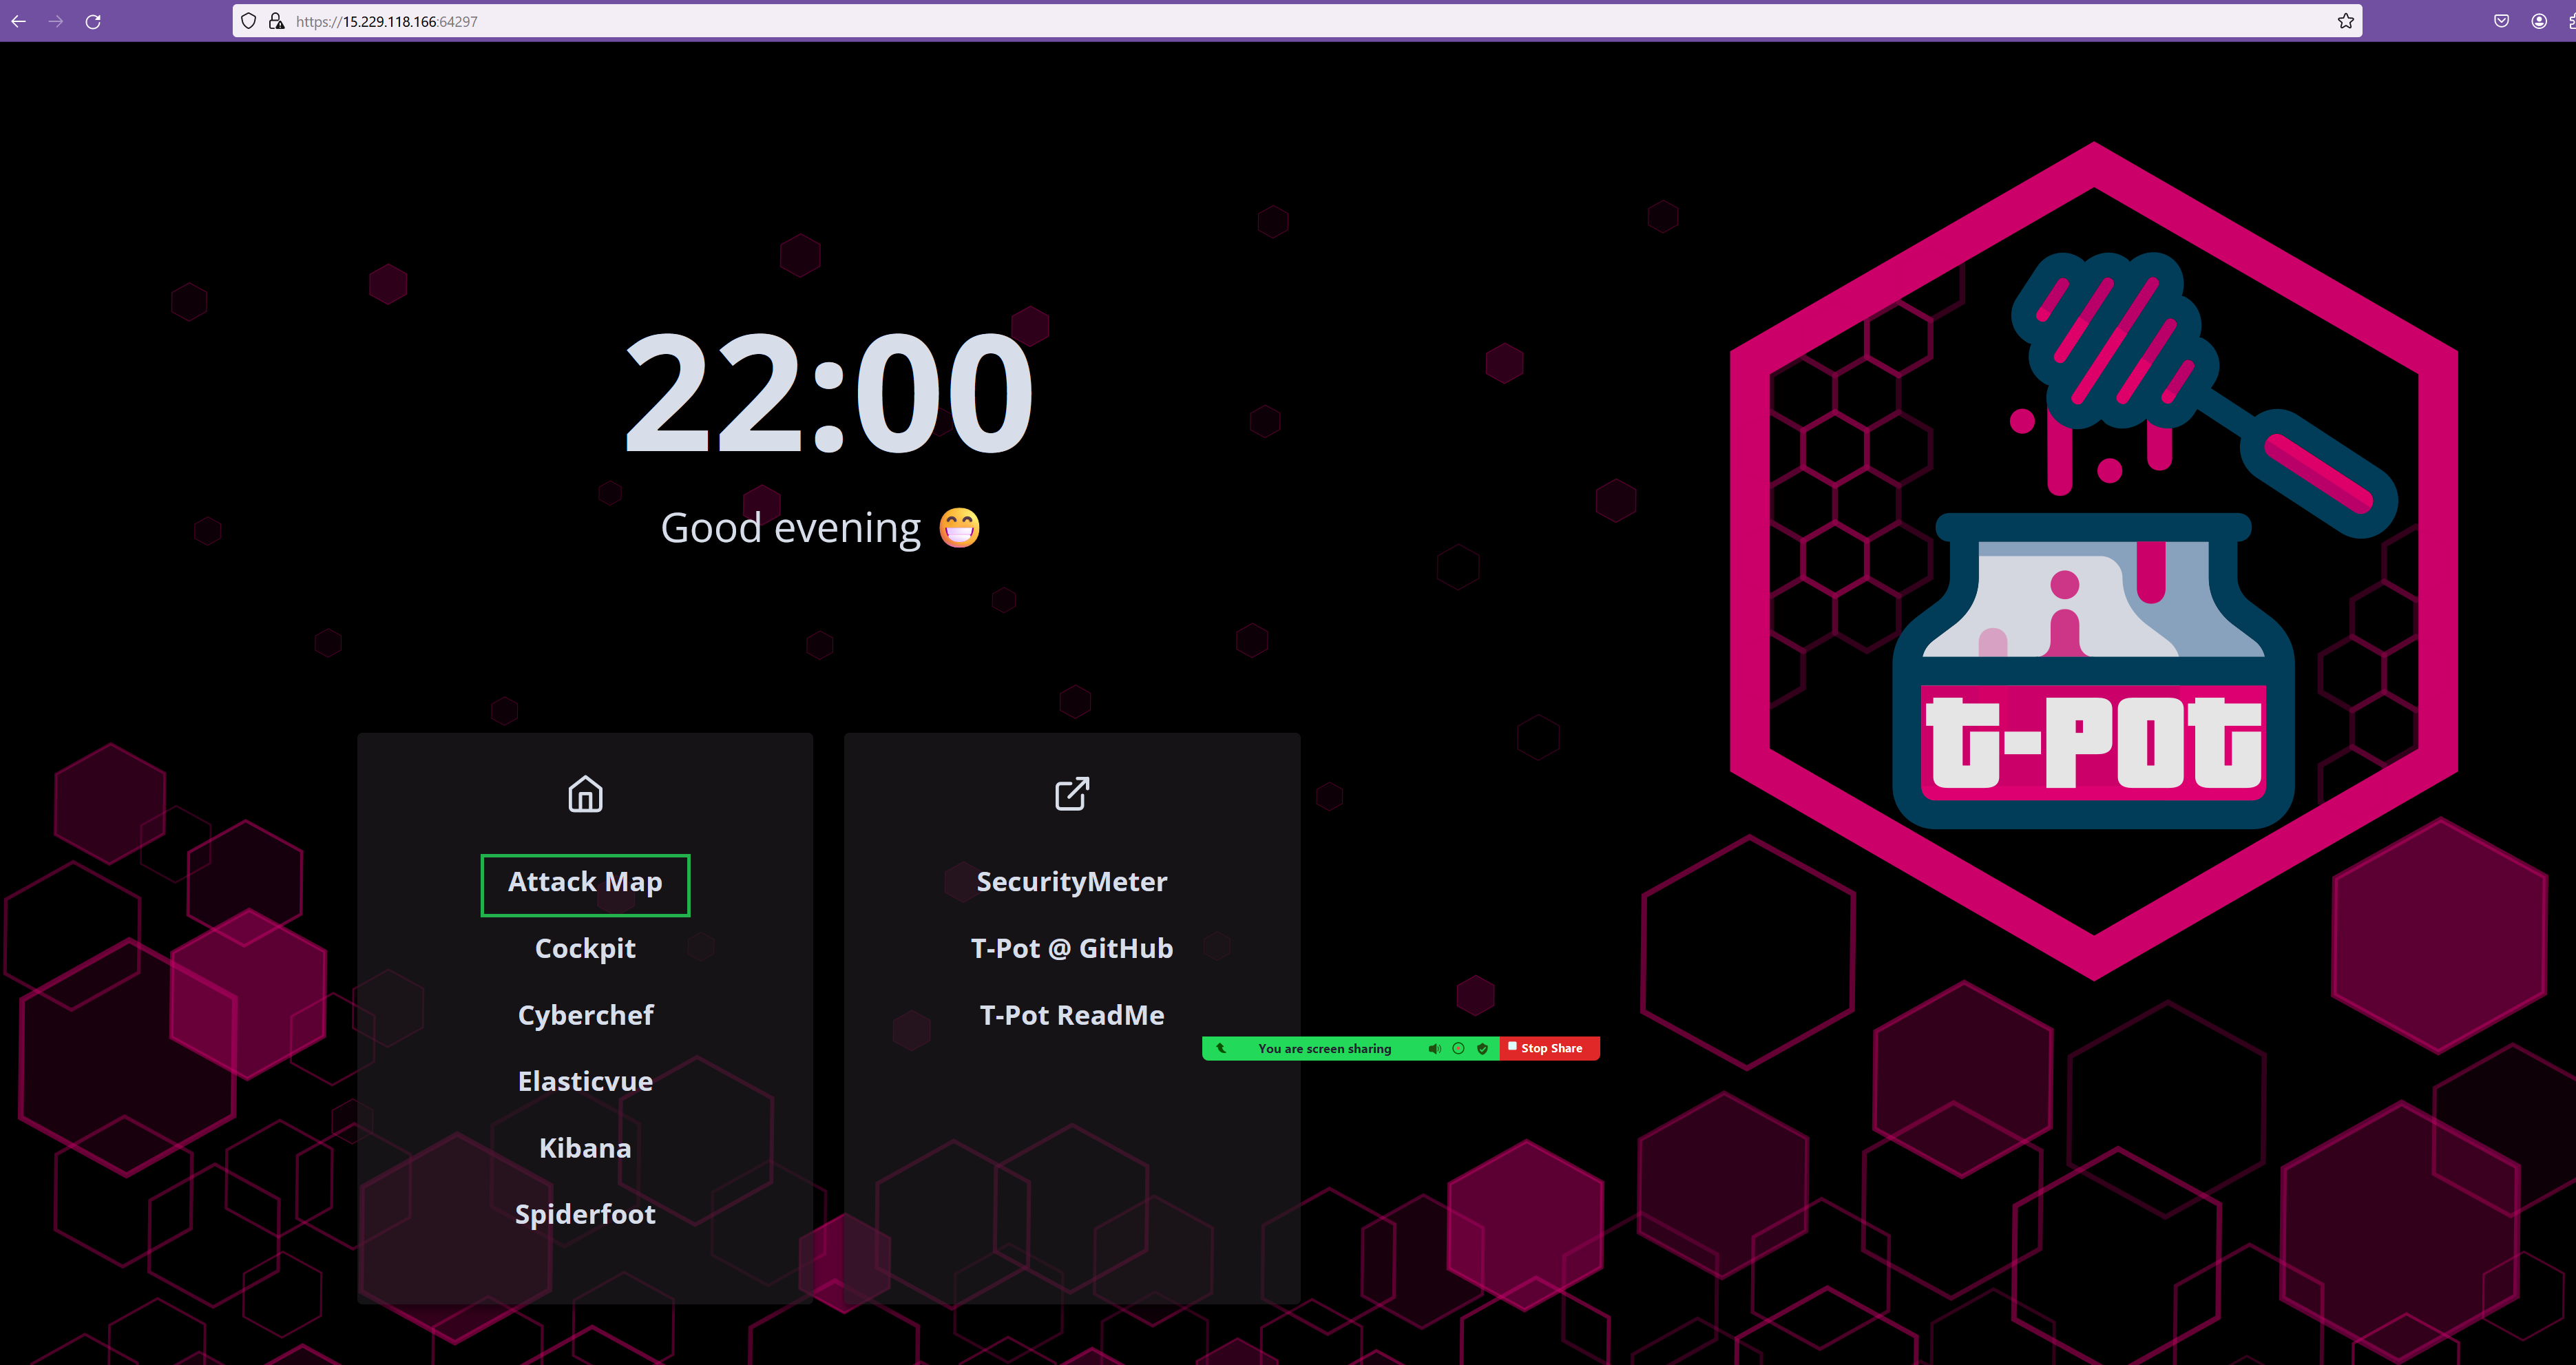 https://15.229.118.166:64297
22:00
Good evening 😁
Attack Map
Cockpit
Cyberchef
Elasticvue
Kibana
Spiderfoot
SecurityMeter
T-Pot @ GitHub
T-Pot ReadMe
You are screen sharing
Stop Share
t-pot